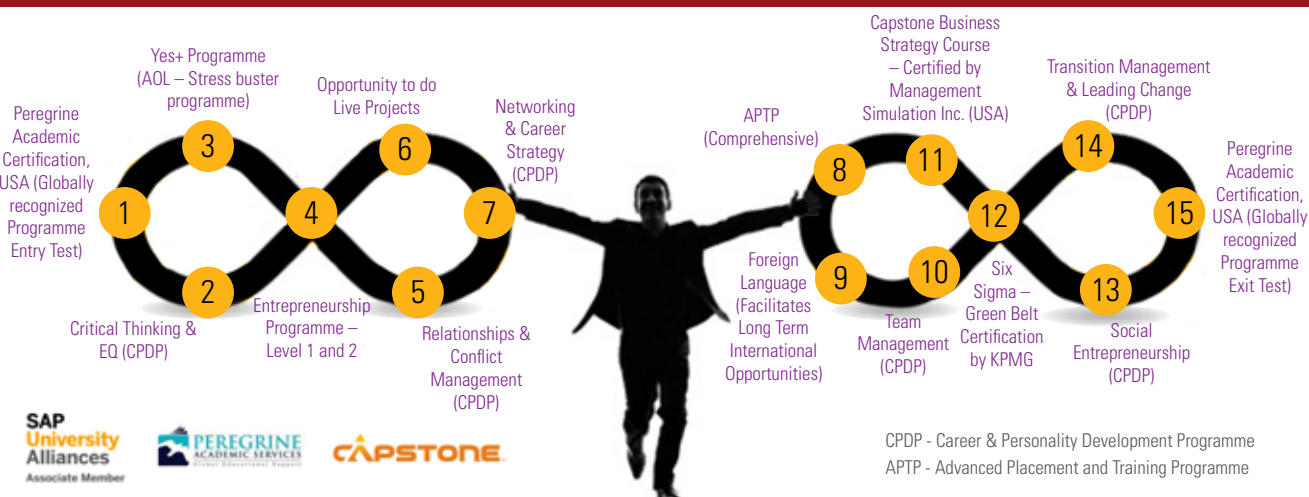 Peregrine
Academic
Certification,
USA (Globally
recognized
Programme
Entry Test)
1
2
Critical Thinking &
EQ (CPDP)
Yes+ Programme
(AOL – Stress buster
programme)
3
4
Entrepreneurship
Programme –
Level 1 and 2
5
Relationships &
Conflict
Management
(CPDP)
Opportunity to do
Live Projects
6
Networking
& Career
Strategy
(CPDP)
7
APTP
(Comprehensive)
8
9
Foreign
Language
(Facilitates
Long Term
International
Opportunities)
10
Team
Management
(CPDP)
Capstone Business
Strategy Course
– Certified by
Management
Simulation Inc. (USA)
11
12
Six
Sigma –
Green Belt
Certification
by KPMG
13
Social
Entrepreneurship
(CPDP)
Transition Management
& Leading Change
(CPDP)
14
15
Peregrine
Academic
Certification,
USA (Globally
recognized
Programme
Exit Test)
SAP
University
Alliances
Associate Member
PEREGRINE
ACADEMIC SERVICES
Global Educational Support
CAPSTONE
CPDP - Career & Personality Development Programme
APTP - Advanced Placement and Training Programme